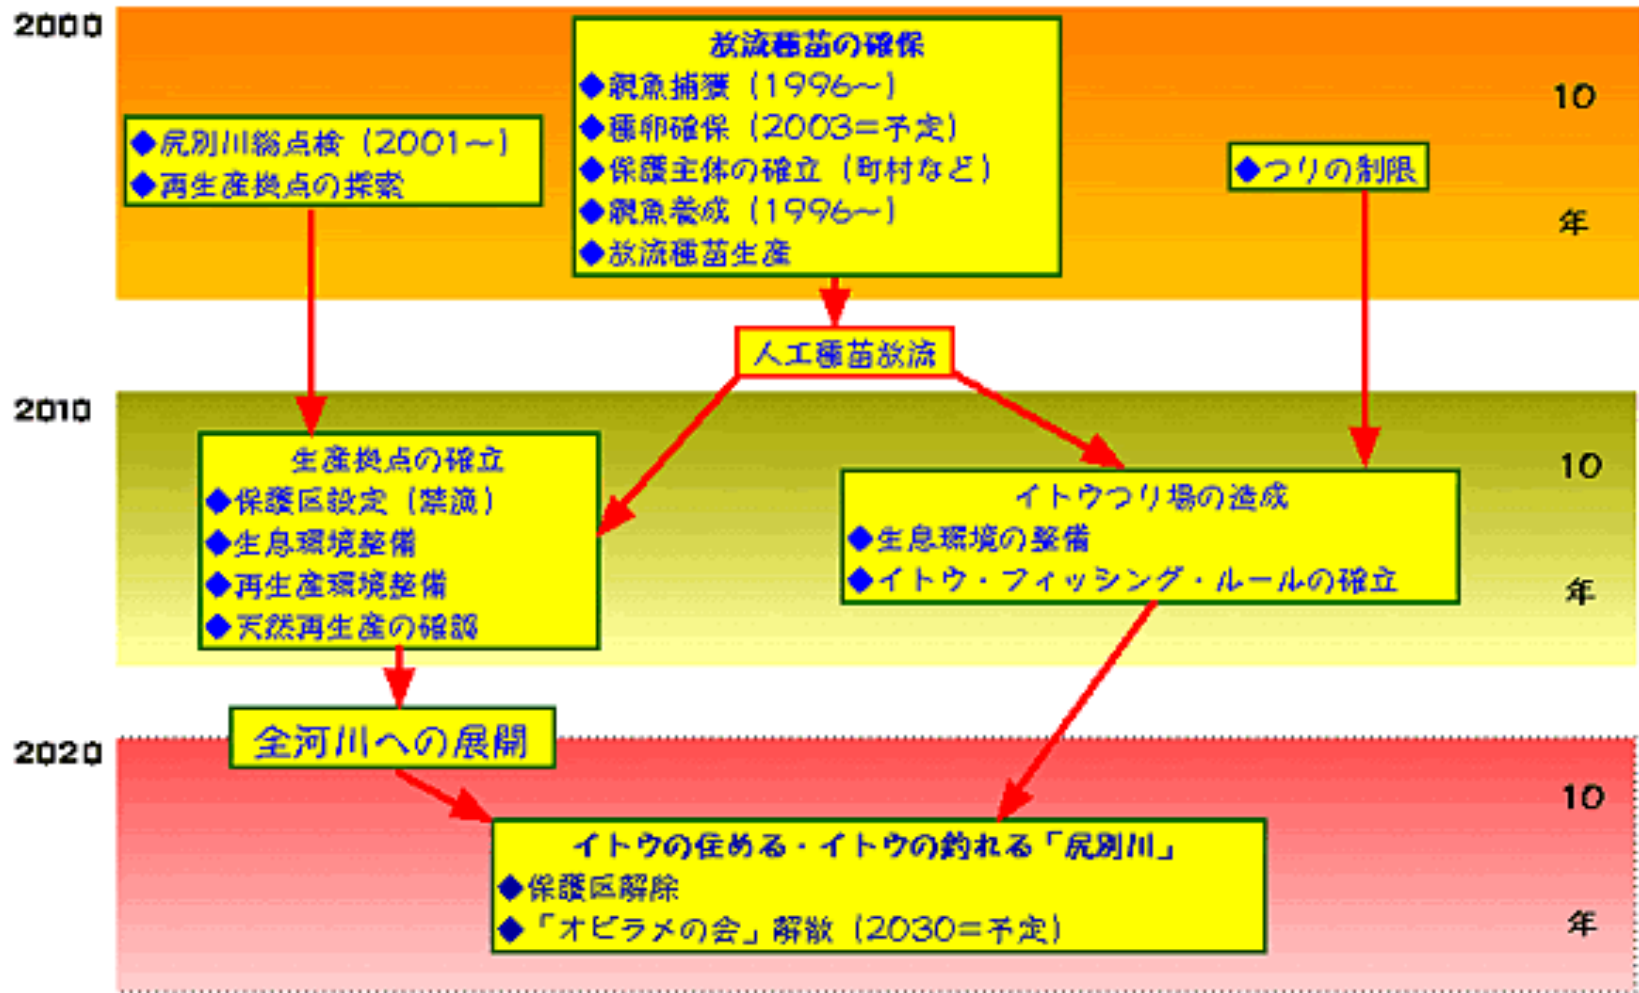 2000
放流種苗の確保
◆親魚捕獲（1996～）
◆種卵確保（2003＝予定）
◆保護主体の確立（町村など）
◆親魚養成（1996～）
◆放流種苗生産
◆尻別川総点検（2001～）
◆再生産拠点の探索
◆つりの制限
10
年
人工種苗放流
2010
生産拠点の確立
◆保護区設定（禁漁）
◆生息環境整備
◆再生産環境整備
◆天然再生産の確認
イトウつり場の造成
◆生息環境の整備
◆イトウ・フィッシング・ルールの確立
10
年
全河川への展開
2020
イトウの住める・イトウの釣れる「尻別川」
◆保護区解除
◆「オビラメの会」解散（2030＝予定）
10
年